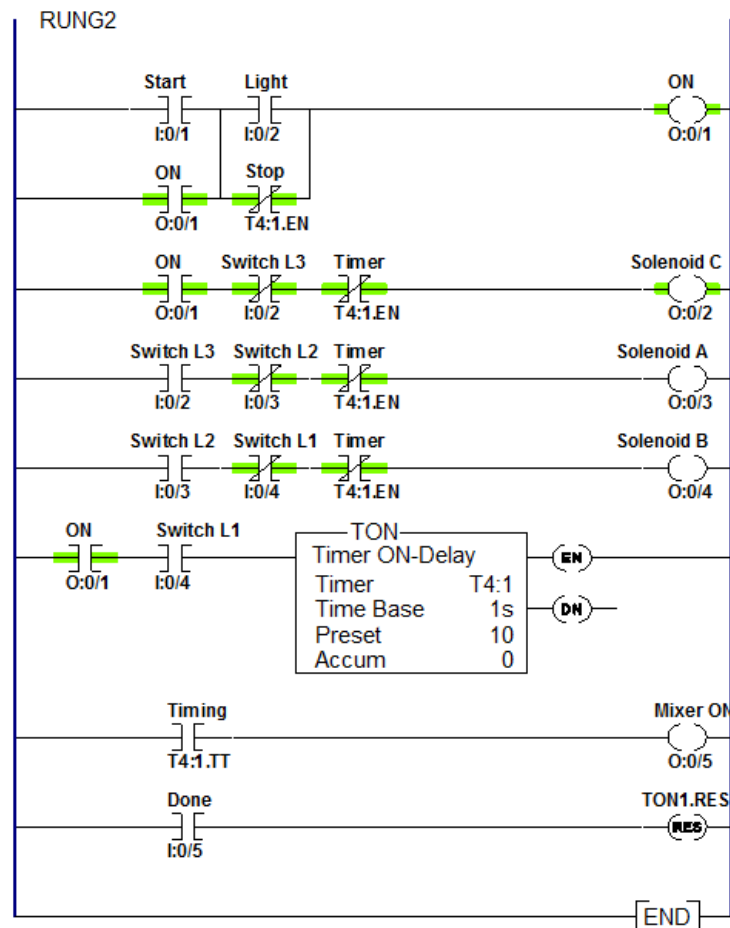 RUNG2
Start Light ON
I:0/1 I:0/2 O:0/1
ON Stop
O:0/1 T4:1.EN
ON Switch L3 Timer Solenoid C
O:0/1 I:0/2 T4:1.EN O:0/2
Switch L3 Switch L2 Timer Solenoid A
I:0/2 I:0/3 T4:1.EN O:0/3
Switch L2 Switch L1 Timer Solenoid B
I:0/3 I:0/4 T4:1.EN O:0/4
ON Switch L1 TON
Timer ON-Delay EN
O:0/1 I:0/4 Timer T4:1
Time Base 1s DN
Preset 10
Accum 0
Timing Mixer ON
T4:1.TT O:0/5
Done TON1.RES
I:0/5 RES
END